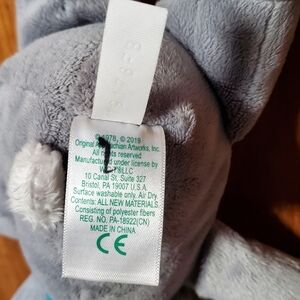 © 1978, © 2019
Original Appalachian Artworks, Inc.
All rights reserved.
Manufactured under license by
LLC
10 Canal St, Suite 327
Bristol, PA 19007 U.S.A.
Surface washable only. Air Dry
Contents: ALL NEW MATERIALS
Consisting of polyester fibers
REG. NO. PA-18922(CN)
MADE IN CHINA
CE